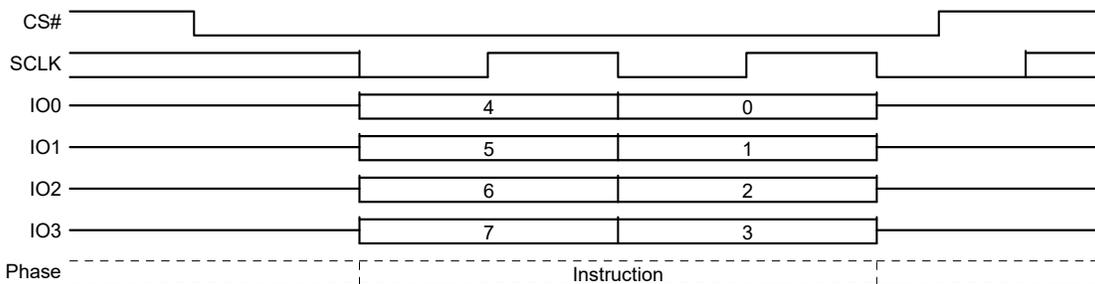 CS#
SCLK
IO0 4 0
IO1 5 1
IO2 6 2
IO3 7 3
Phase Instruction